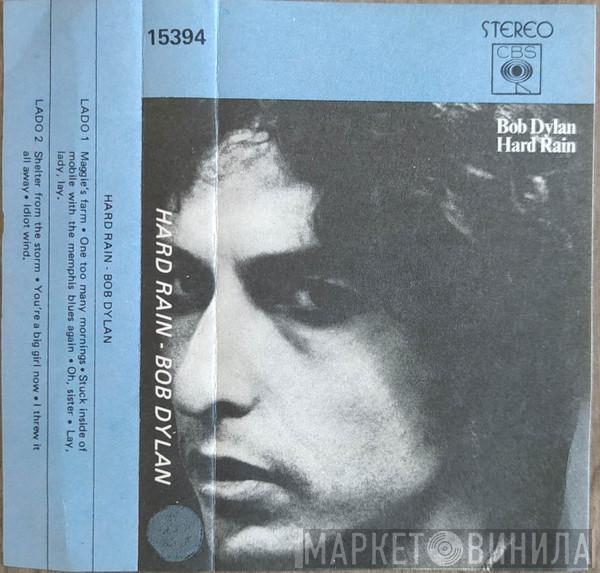 15394
STEREO
CBS
Bob Dylan
Hard Rain
HARD RAIN - BOB DYLAN
HARD RAIN - BOB DYLAN
LADO 1 Maggie's farm • One too many mornings • Stuck inside of
mobile with the memphis blues again • Oh, sister • Lay,
lady, lay.
LADO 2 Shelter from the storm • You're a big girl now • I threw it
all away • Idiot wind.
МАРКЕТ ВИНИЛА